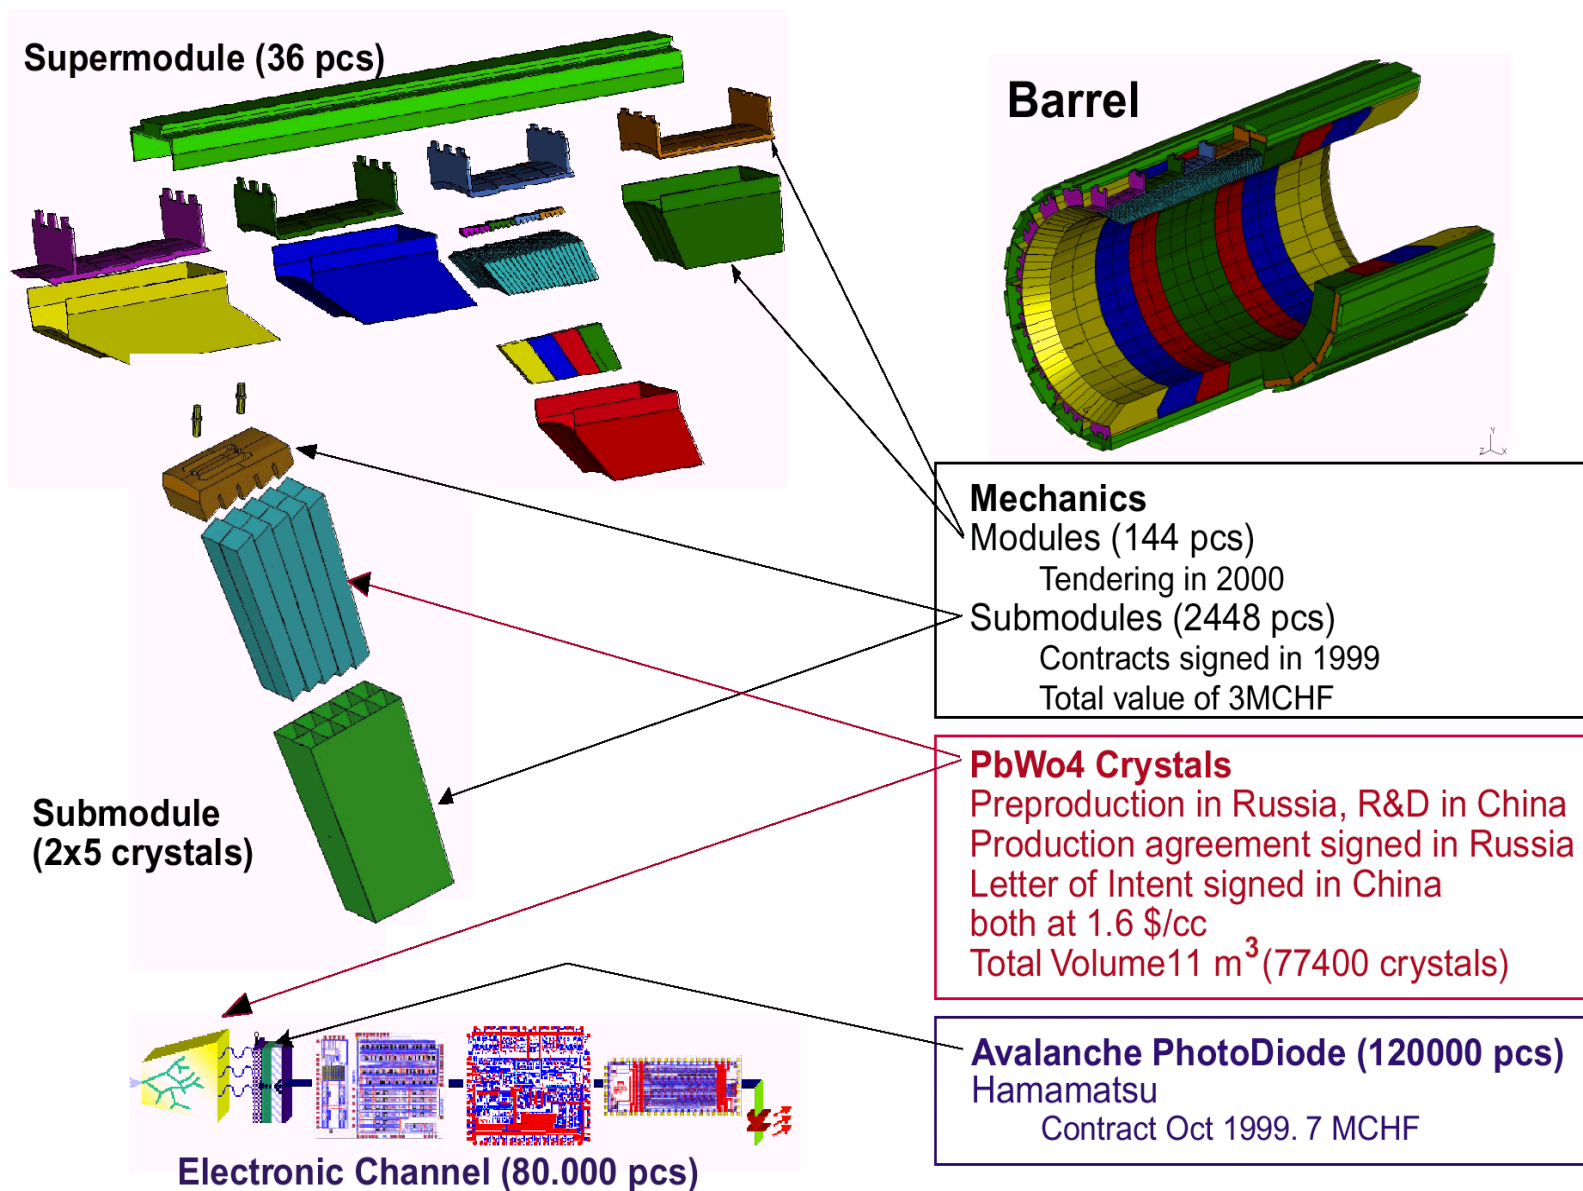 Supermodule (36 pcs)
Barrel
Y
Z X
Mechanics
Modules (144 pcs)
Tendering in 2000
Submodules (2448 pcs)
Contracts signed in 1999
Total value of 3MCHF
PbWo4 Crystals
Preproduction in Russia, R&D in China
Production agreement signed in Russia
Letter of Intent signed in China
both at 1.6 $/cc
Total Volume11 m³(77400 crystals)
Submodule
(2x5 crystals)
Avalanche PhotoDiode (120000 pcs)
Hamamatsu
Contract Oct 1999. 7 MCHF
Electronic Channel (80.000 pcs)